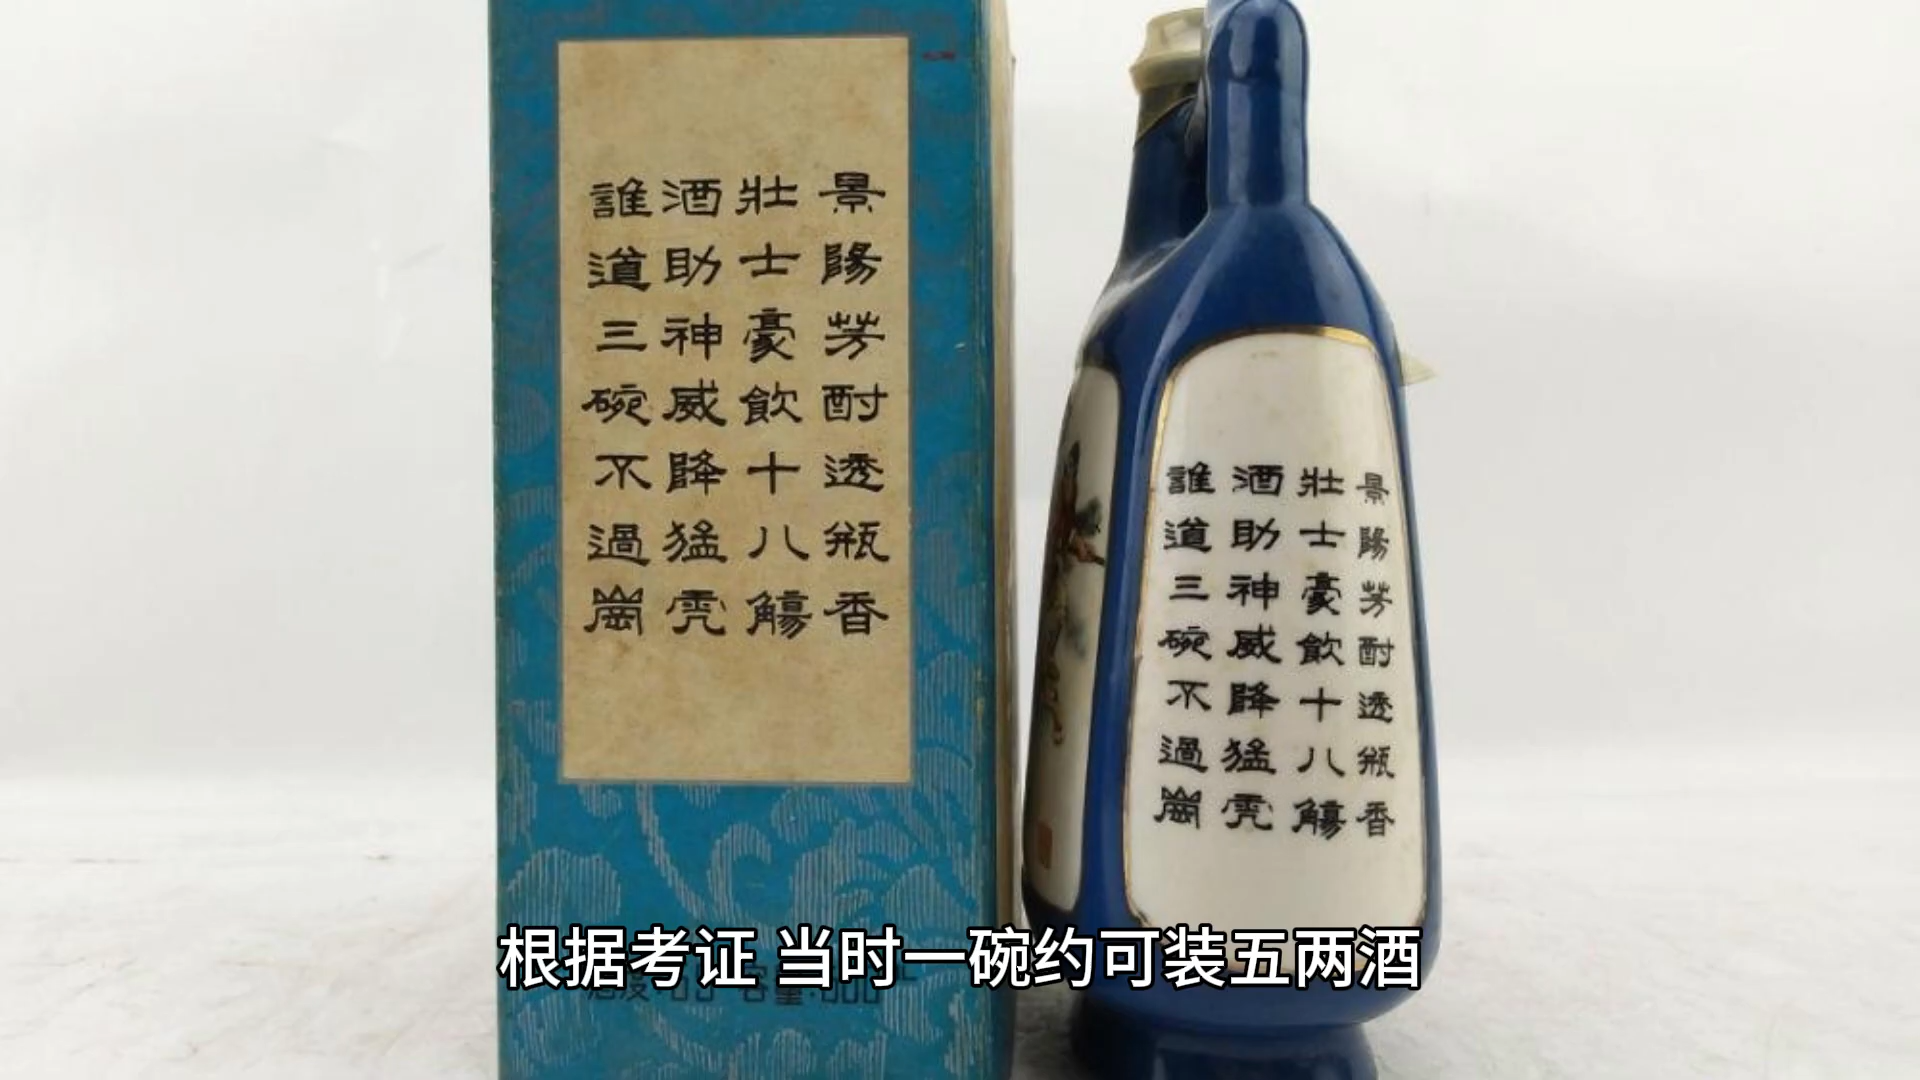 景陽芳酎透瓶香
壯士豪飲十八觴
酒助神威降猛兕
誰道三碗不過崗
景陽芳酎透瓶香
壯士豪飲十八觴
酒助神威降猛兕
誰道三碗不過崗
根据考证 当时一碗约可装五两酒